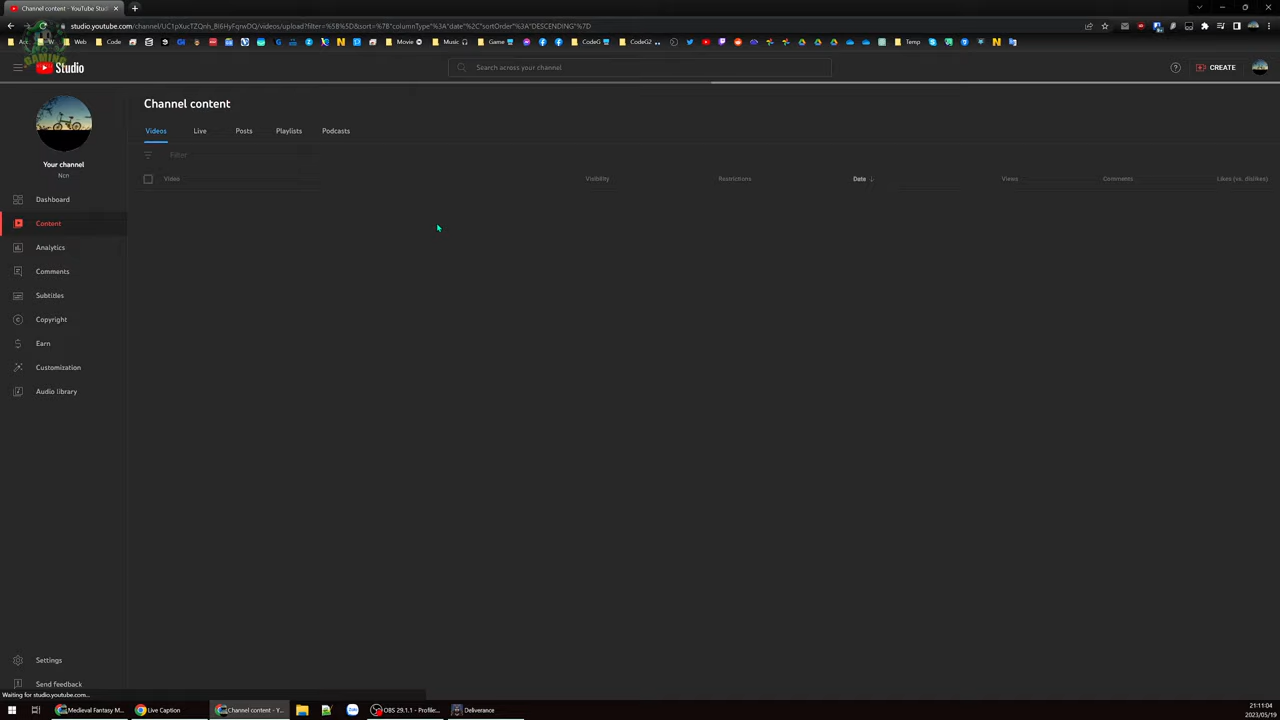 Channel content - YouTube Stud
studio.youtube.com/channel/UC1pXucTZQnh_Bi6HyFqrwDQ/videos/upload?filter=%5B%5D&sort=%7B"columnType"%3A"date"%2C"sortOrder"%3A"DESCENDING"%7D
Web
Code
Movie
Music
Game
CodeG
CodeG2
Temp
GAMING
Studio
Search across your channel
CREATE
Your channel
Ncn
Dashboard
Content
Analytics
Comments
Subtitles
Copyright
Earn
Customization
Audio library
Settings
Send feedback
Channel content
Videos
Live
Posts
Playlists
Podcasts
Filter
Video
Visibility
Restrictions
Date
Views
Comments
Likes (vs. dislikes)
Waiting for studio.youtube.com...
Medieval Fantasy M...
Live Caption
Channel content - Y...
OBS 29.1.1 - Profile:...
Deliverance
21:11:04
2023/05/19